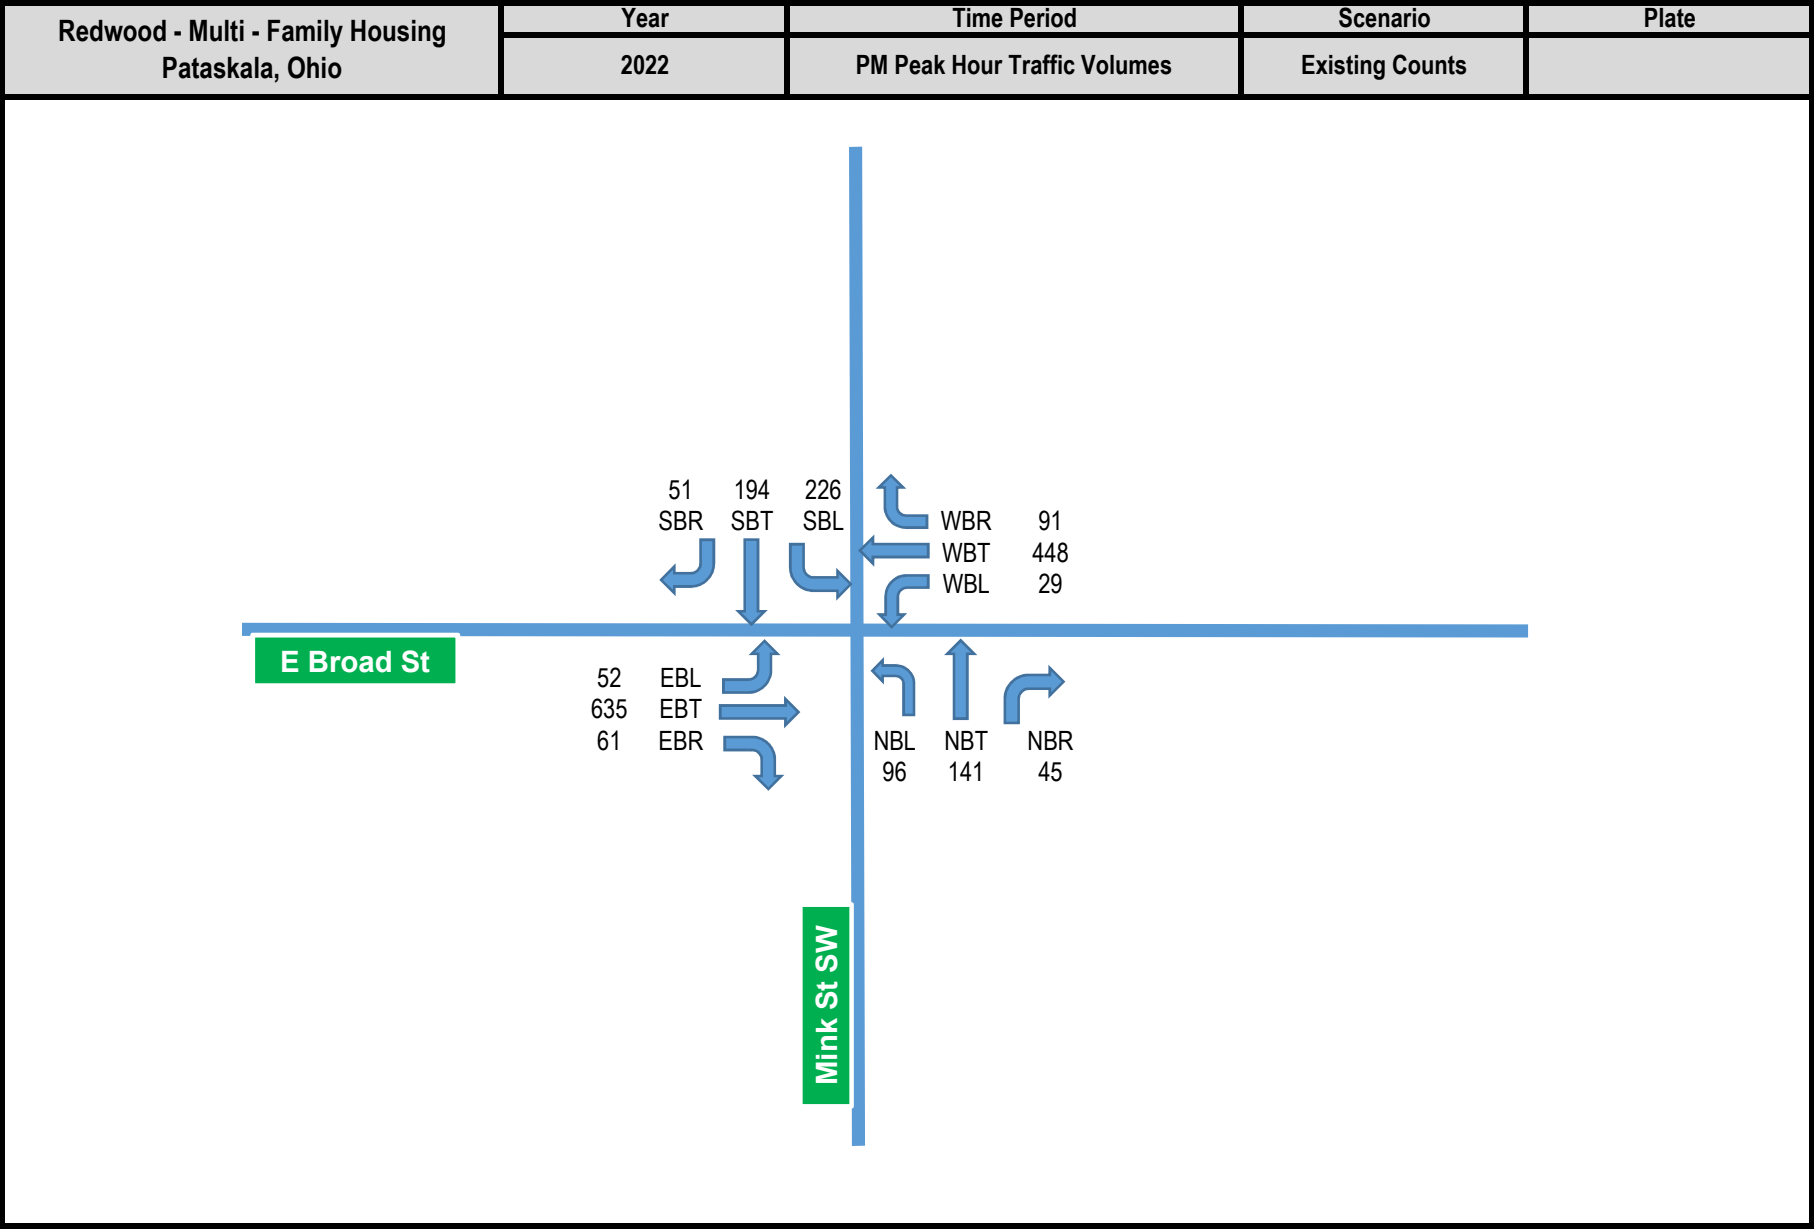 Redwood - Multi - Family Housing
Pataskala, Ohio
Year
Time Period
Scenario
Plate
2022
PM Peak Hour Traffic Volumes
Existing Counts
51 194 226
SBR SBT SBL
WBR 91
WBT 448
WBL 29
E Broad St
52 EBL
635 EBT
61 EBR
NBL NBT NBR
96 141 45
Mink St SW